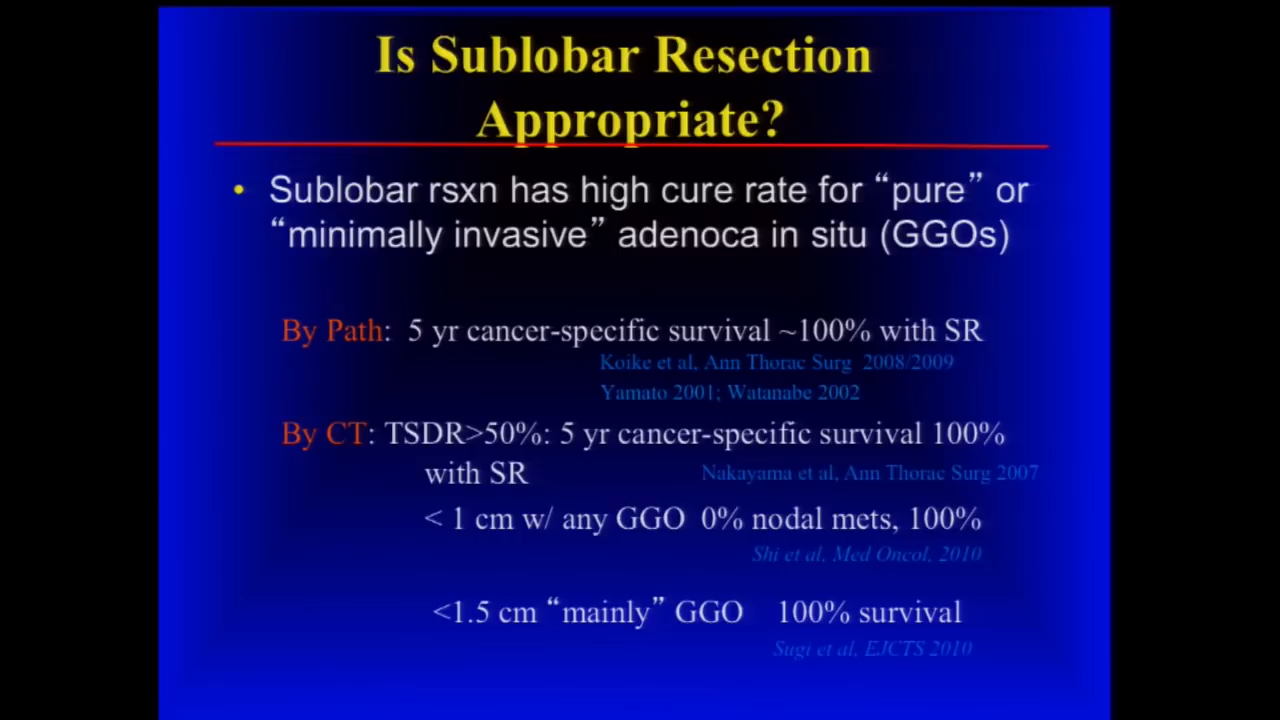 Is Sublobar Resection
Appropriate?
• Sublobar rsxn has high cure rate for “pure” or
“minimally invasive” adenoca in situ (GGOs)
By Path: 5 yr cancer-specific survival ~100% with SR
Koike et al, Ann Thorac Surg 2008/2009
Yamato 2001; Watanabe 2002
By CT: TSDR>50%: 5 yr cancer-specific survival 100%
with SR
Nakayama et al, Ann Thorac Surg 2007
< 1 cm w/ any GGO 0% nodal mets, 100%
Shi et al, Med Oncol, 2010
<1.5 cm “mainly” GGO 100% survival
Sugi et al, EJCTS 2010